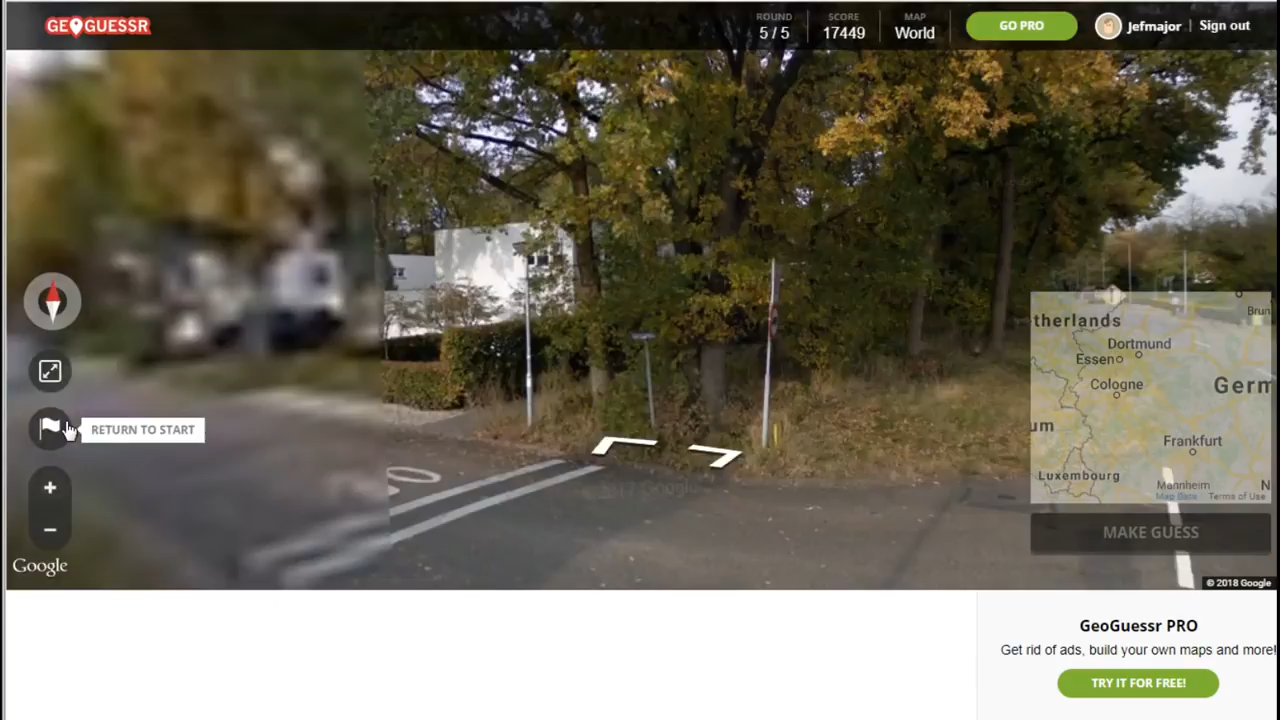 GEOGUESSR
ROUND
5 / 5
SCORE
17449
MAP
World
GO PRO
Jefmajor
Sign out
therlands
Brun
Dortmund
Essen
Cologne
Germ
um
Frankfurt
Luxembourg
Mannheim
N
Map Data
Terms of Use
RETURN TO START
MAKE GUESS
Google
© 2018 Google
GeoGuessr PRO
Get rid of ads, build your own maps and more!
TRY IT FOR FREE!